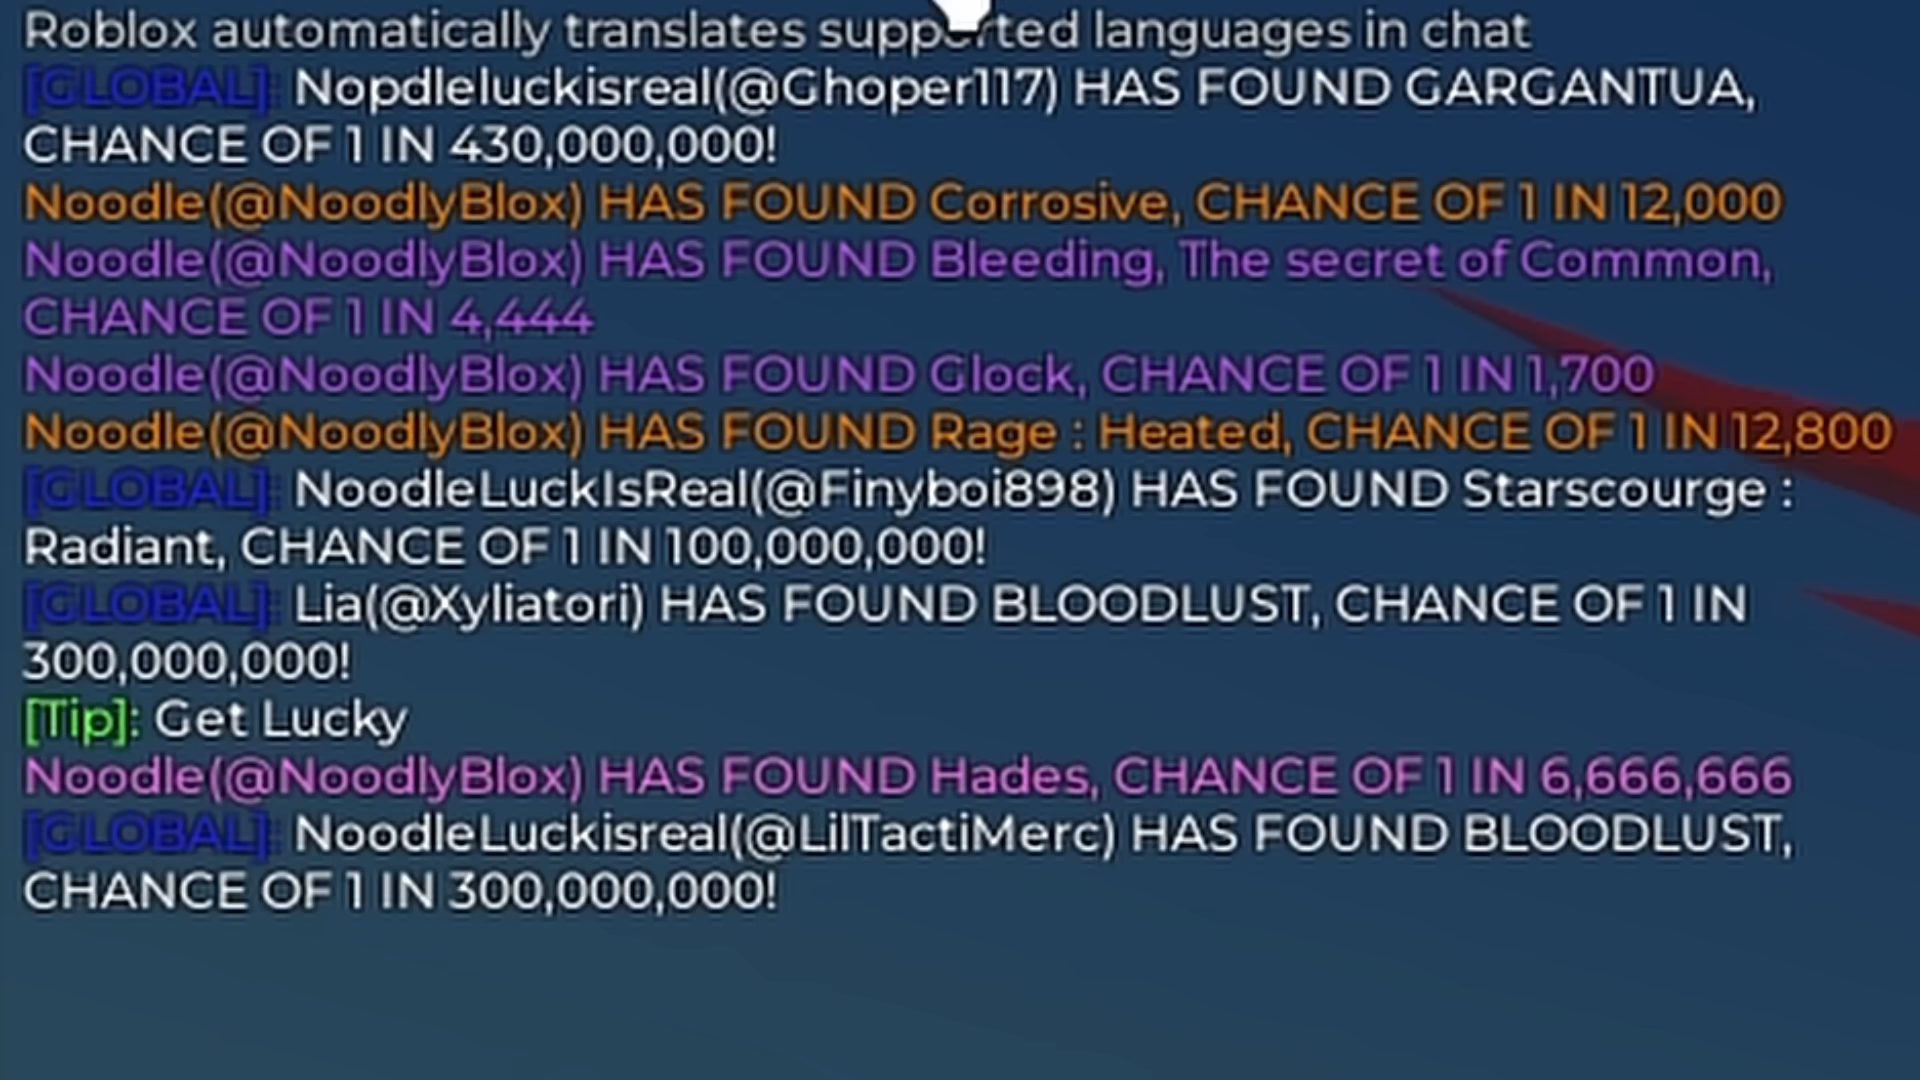 Roblox automatically translates supported languages in chat
[GLOBAL]: Nopdleluckisreal(@Ghoper117) HAS FOUND GARGANTUA,
CHANCE OF 1 IN 430,000,000!
Noodle(@NoodlyBlox) HAS FOUND Corrosive, CHANCE OF 1 IN 12,000
Noodle(@NoodlyBlox) HAS FOUND Bleeding, The secret of Common,
CHANCE OF 1 IN 4,444
Noodle(@NoodlyBlox) HAS FOUND Glock, CHANCE OF 1 IN 1,700
Noodle(@NoodlyBlox) HAS FOUND Rage : Heated, CHANCE OF 1 IN 12,800
[GLOBAL]: NoodleLuckIsReal(@Finyboi898) HAS FOUND Starscourge :
Radiant, CHANCE OF 1 IN 100,000,000!
[GLOBAL]: Lia(@Xyliatori) HAS FOUND BLOODLUST, CHANCE OF 1 IN
300,000,000!
[Tip]: Get Lucky
Noodle(@NoodlyBlox) HAS FOUND Hades, CHANCE OF 1 IN 6,666,666
[GLOBAL]: NoodleLuckisreal(@LilTactiMerc) HAS FOUND BLOODLUST,
CHANCE OF 1 IN 300,000,000!